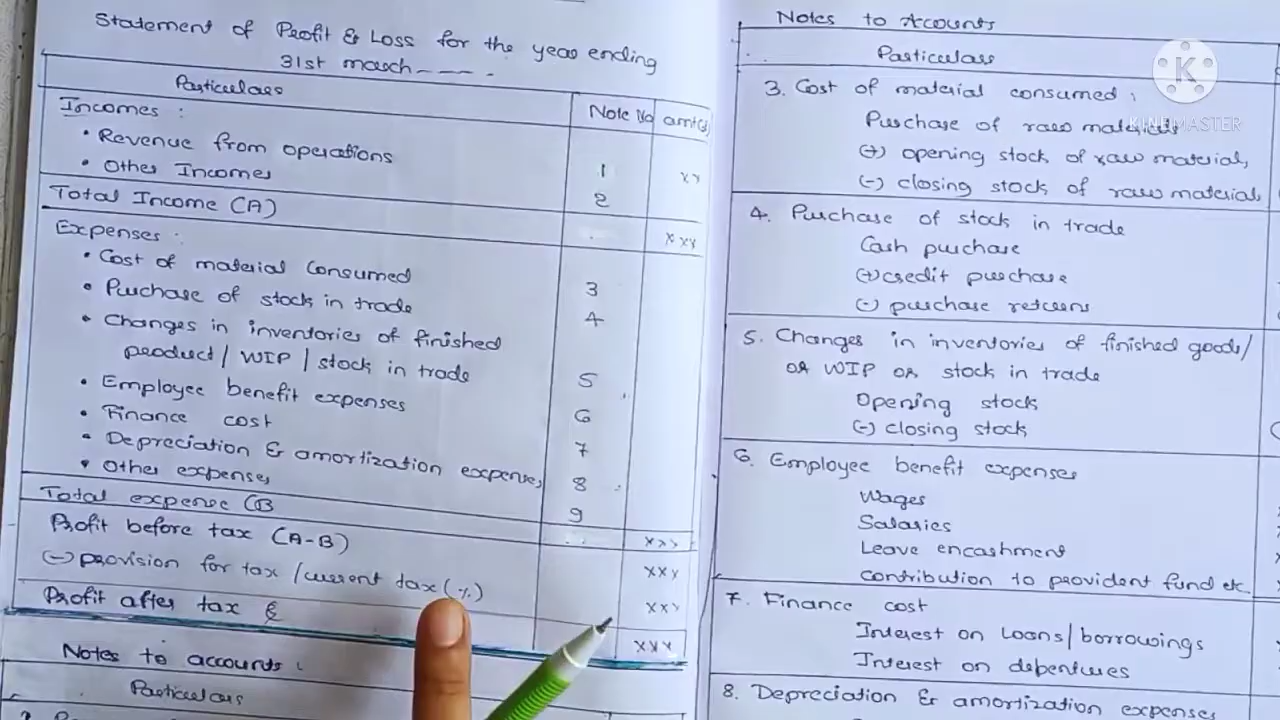 Statement of Profit & Loss for the year ending
31st march ----.
Particulars
Note No
amt(₹)
Incomes :
• Revenue from operations
1
xx
• Other Incomes
2
Total Income (A)
xxx
Expenses :
• Cost of material Consumed
3
• Purchase of stock in trade
4
• Changes in inventories of finished
product / WIP / stock in trade
5
• Employee benefit expenses
6
• Finance cost
7
• Depreciation & amortization expenses
8
• Other expenses
9
Total expense (B
xxx
Profit before tax (A-B)
xxx
(-) provision for tax / current tax (%)
xxx
Profit after tax ₹
xxx
Notes to accounts :
Particulars
Notes to Accounts
Particulars
3. Cost of material consumed :
Purchase of raw materials
(+) opening stock of raw materials
(-) closing stock of raw material
4. Purchase of stock in trade
Cash purchase
(+) credit purchase
(-) purchase returns
5. Changes in inventories of finished goods/
or WIP or stock in trade
Opening stock
(-) closing stock
6. Employee benefit expenses
Wages
Salaries
Leave encashment
Contribution to provident fund etc.
7. Finance cost
Interest on Loans/borrowings
Interest on debentures
8. Depreciation & amortization expenses
K
KINEMASTER